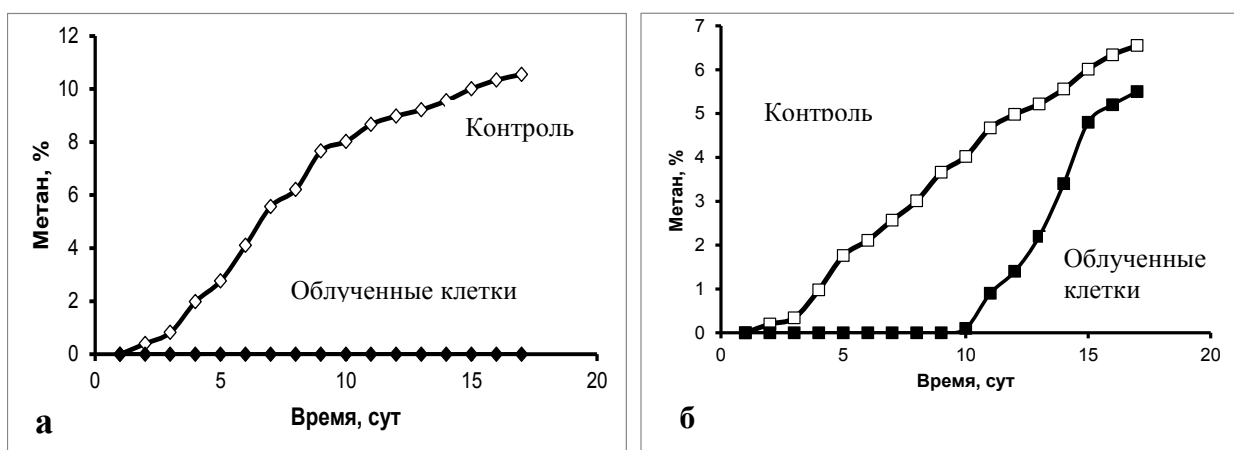 12
10
8
6
4
2
0
Метан, %
Контроль
Облученные клетки
0 5 10 15 20
Время, сут
а
7
6
5
4
3
2
1
0
Метан, %
Контроль
Облученные
клетки
0 5 10 15 20
Время, сут
б